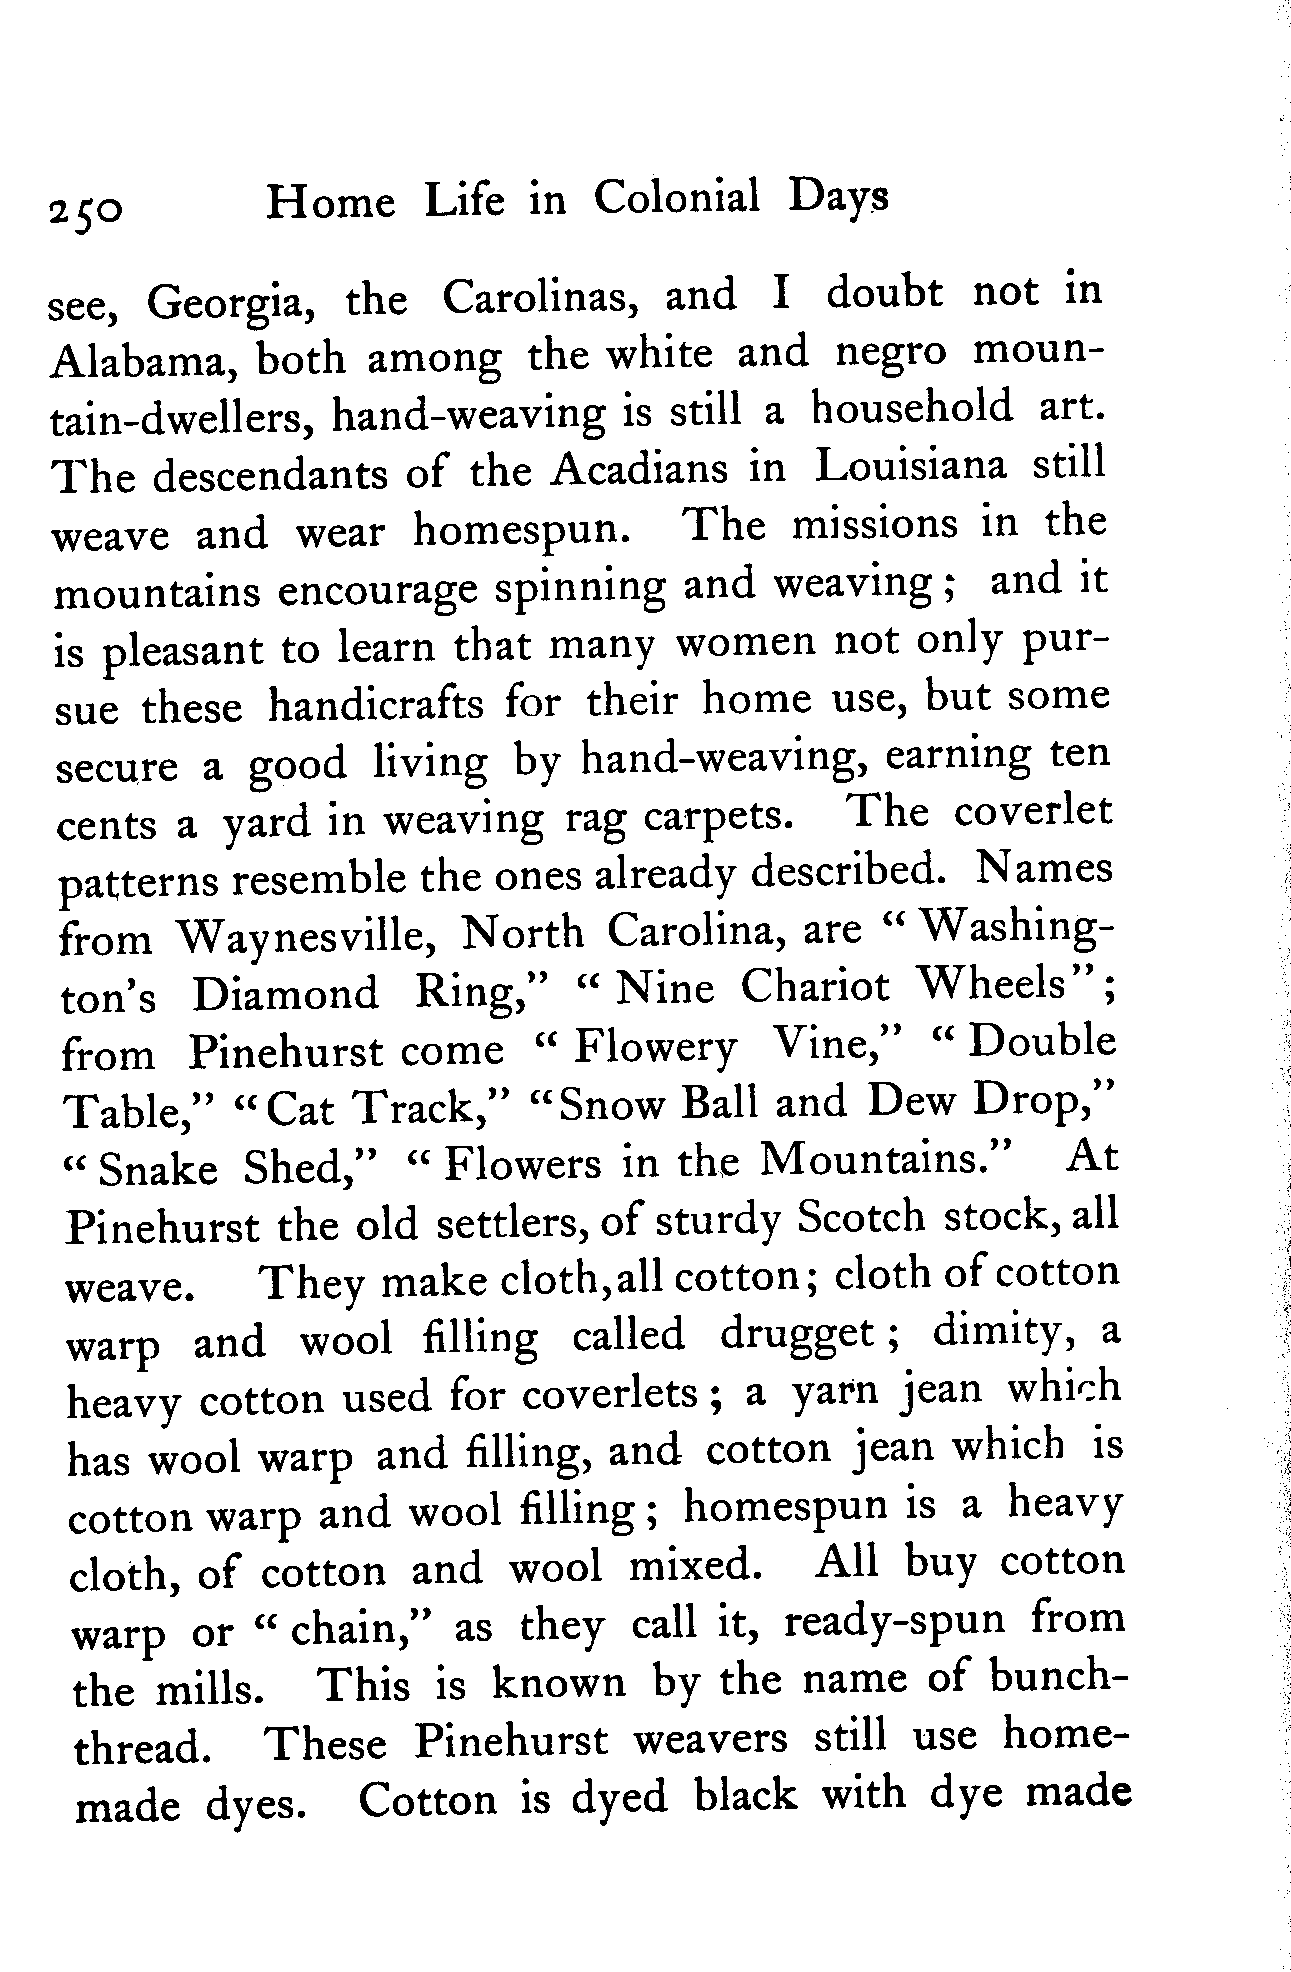 250 Home Life in Colonial Days
see, Georgia, the Carolinas, and I doubt not in
Alabama, both among the white and negro moun-
tain-dwellers, hand-weaving is still a household art.
The descendants of the Acadians in Louisiana still
weave and wear homespun. The missions in the
mountains encourage spinning and weaving; and it
is pleasant to learn that many women not only pur-
sue these handicrafts for their home use, but some
secure a good living by hand-weaving, earning ten
cents a yard in weaving rag carpets. The coverlet
patterns resemble the ones already described. Names
from Waynesville, North Carolina, are “Washing-
ton's Diamond Ring,” “Nine Chariot Wheels”;
from Pinehurst come “Flowery Vine,” “Double
Table,” “Cat Track,” “Snow Ball and Dew Drop,”
“Snake Shed,” “Flowers in the Mountains.” At
Pinehurst the old settlers, of sturdy Scotch stock, all
weave. They make cloth, all cotton; cloth of cotton
warp and wool filling called drugget; dimity, a
heavy cotton used for coverlets; a yarn jean which
has wool warp and filling, and cotton jean which is
cotton warp and wool filling; homespun is a heavy
cloth, of cotton and wool mixed. All buy cotton
warp or “chain,” as they call it, ready-spun from
the mills. This is known by the name of bunch-
thread. These Pinehurst weavers still use home-
made dyes. Cotton is dyed black with dye made